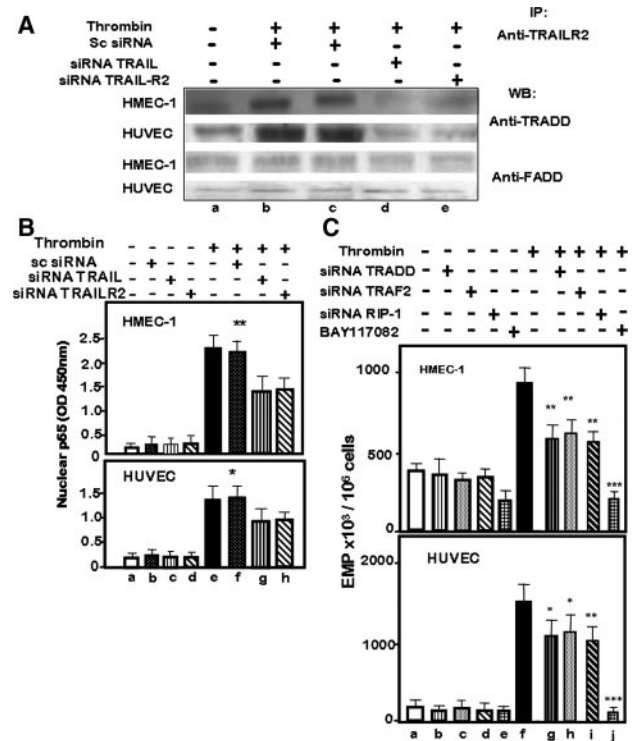 A
Thrombin - + + + +
Sc siRNA - + + - -
siRNA TRAIL - - - + -
siRNA TRAIL-R2 - - - - +
IP:
Anti-TRAILR2
HMEC-1
HUVEC
HMEC-1
HUVEC
WB:
Anti-TRADD
Anti-FADD
a b c d e
B
Thrombin - - - - + + + +
sc siRNA - + - - - + - -
siRNA TRAIL - - + - - - + -
siRNA TRAILR2 - - - + - - - +
HMEC-1
**
2.5
2.0
1.5
1.0
0.5
0.0
Nuclear p65 (OD 450nm)
HUVEC
*
1.5
1.0
0.5
0
a b c d e f g h
C
Thrombin - - - - - + + + + +
siRNA TRADD - + - - - - + - - -
siRNA TRAF2 - - + - - - - + - -
siRNA RIP-1 - - - + - - - - + -
BAY117082 - - - - + - - - - +
HMEC-1
1000
500
0
** ** ** ***
EMP x10³ / 10⁶ cells
HUVEC
2000
1000
0
* * ** ***
a b c d e f g h i j